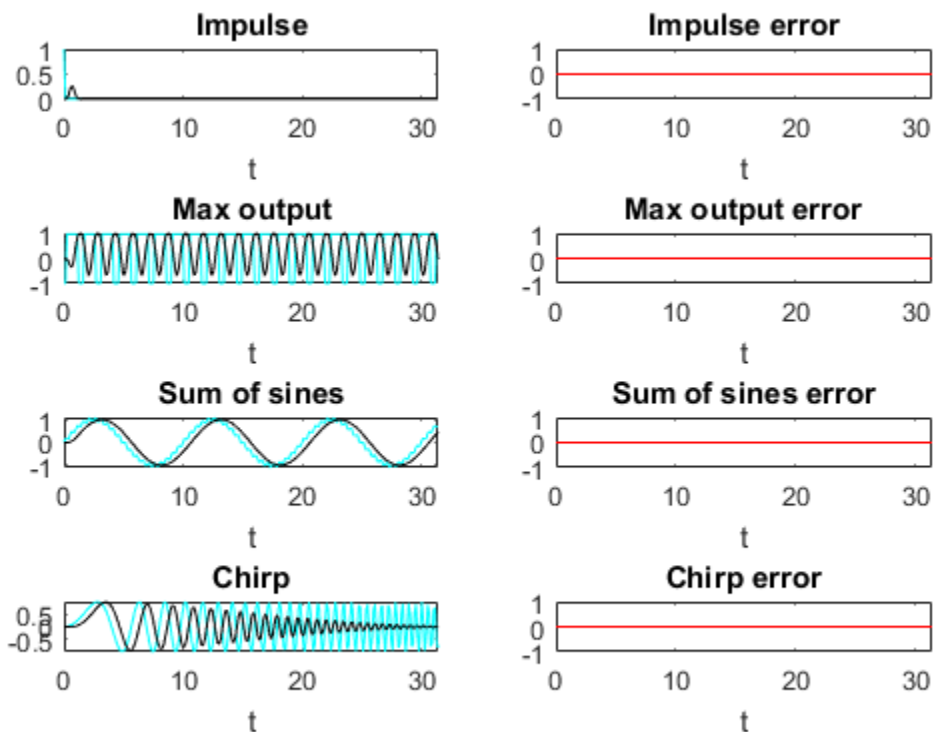 Impulse
1
0.5
0
0 10 20 30
t
Impulse error
1
0
-1
0 10 20 30
t
Max output
1
0
-1
0 10 20 30
t
Max output error
1
0
-1
0 10 20 30
t
Sum of sines
1
0
-1
0 10 20 30
t
Sum of sines error
1
0
-1
0 10 20 30
t
Chirp
0.5
0
-0.5
0 10 20 30
t
Chirp error
1
0
-1
0 10 20 30
t